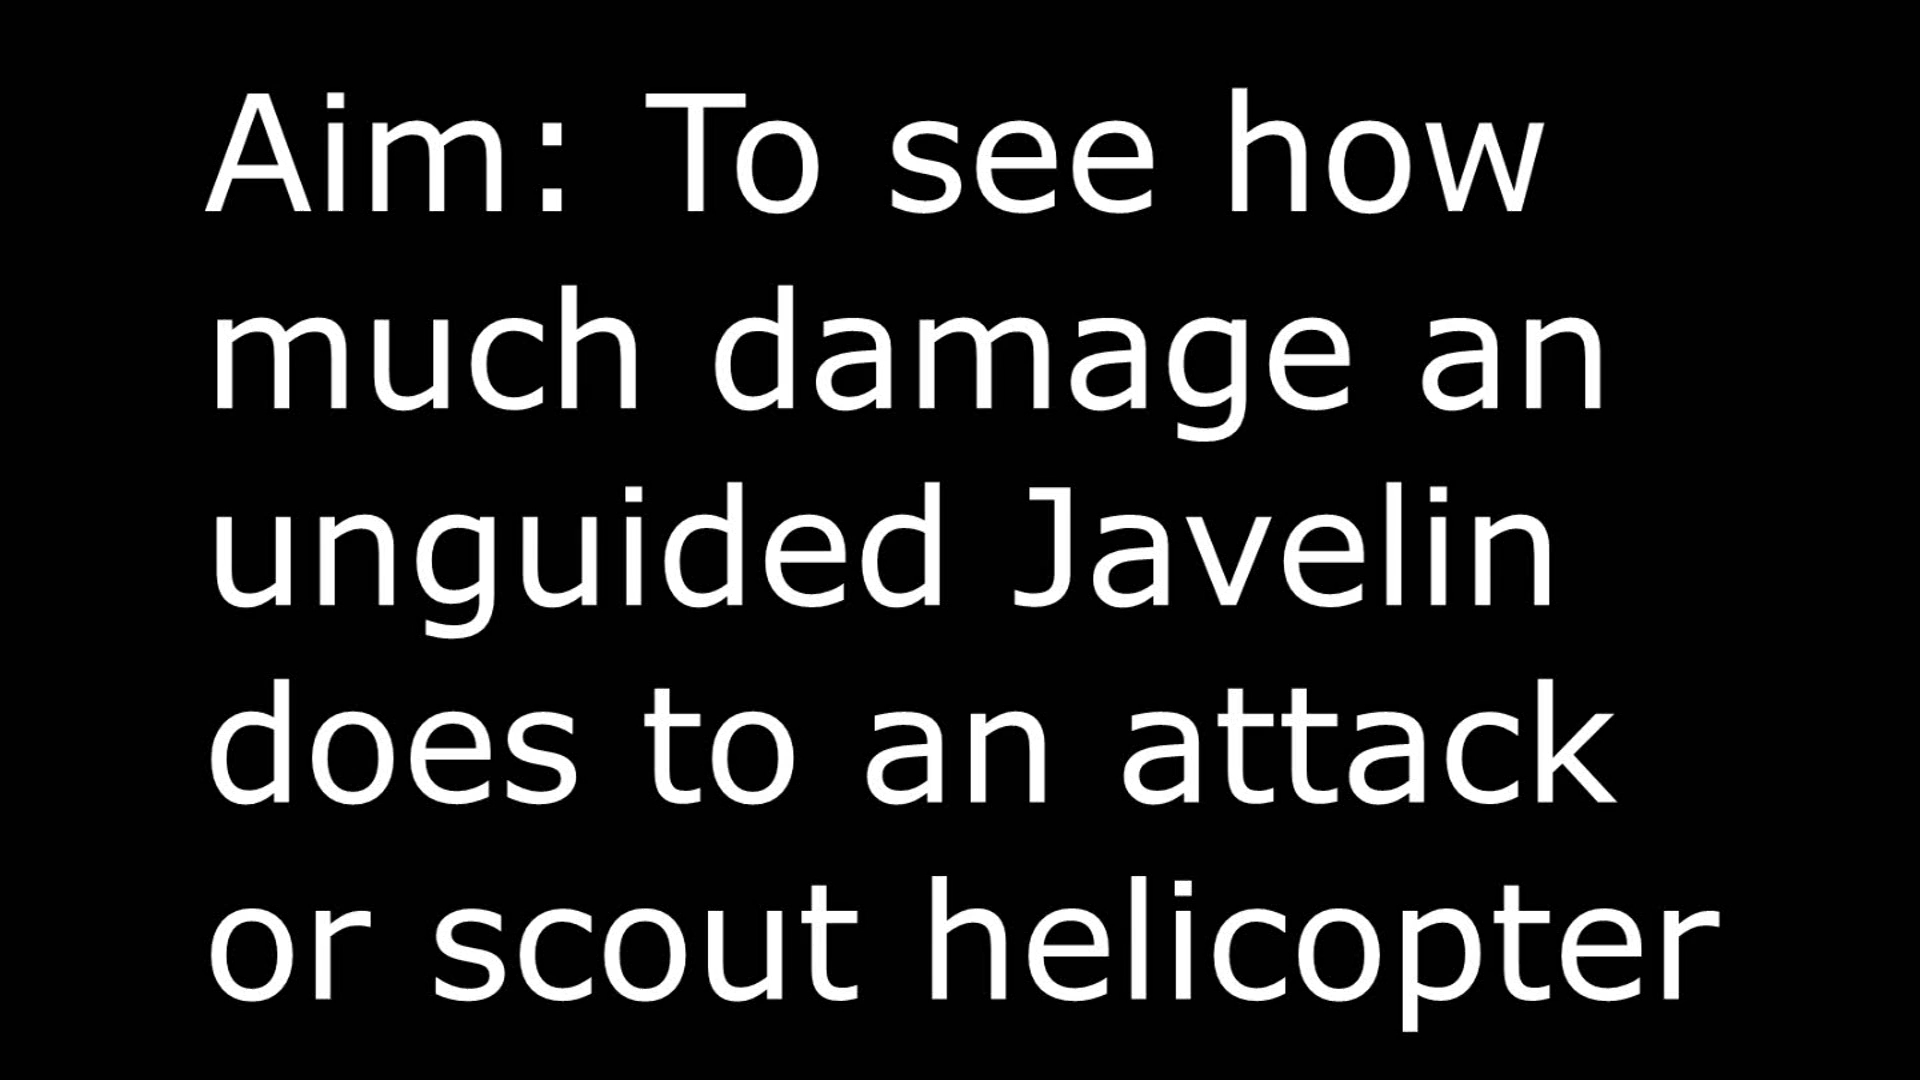 Aim: To see how
much damage an
unguided Javelin
does to an attack
or scout helicopter